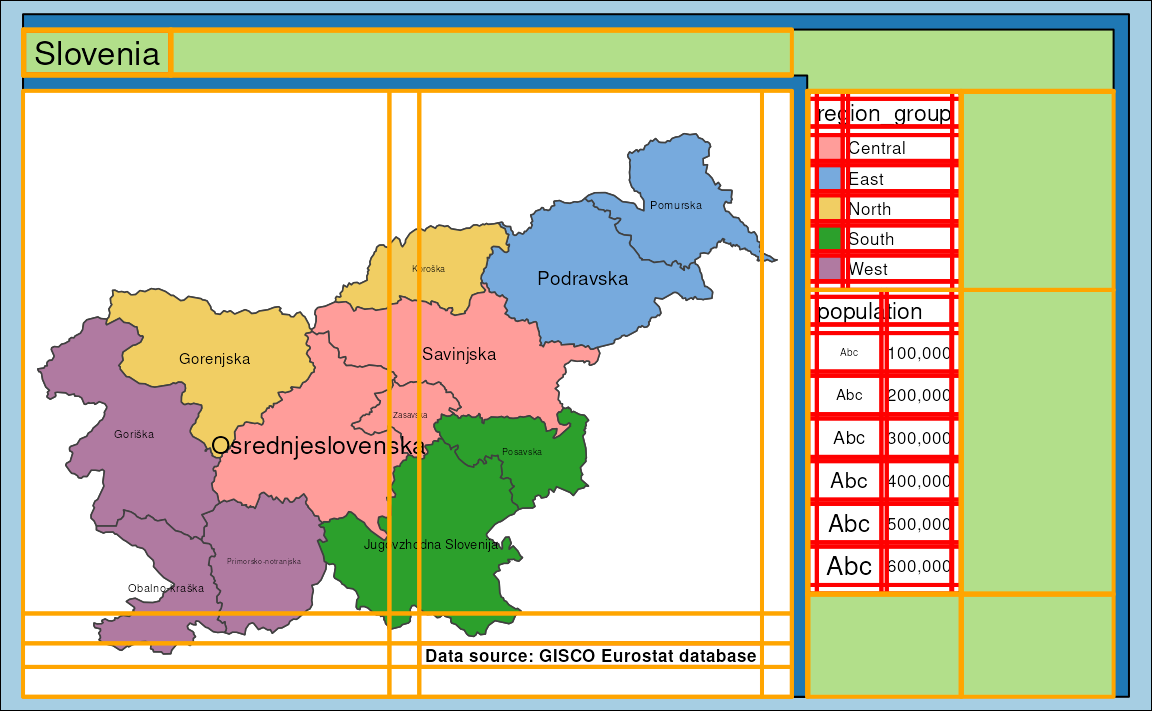 Slovenia
region group
Central
East
North
South
West
population
Abc 100,000
Abc 200,000
Abc 300,000
Abc 400,000
Abc 500,000
Abc 600,000
Pomurska
Koroška
Podravska
Savinjska
Gorenjska
Zasavska
Goriška
Osrednjeslovenska
Posavska
Jugovzhodna Slovenija
Primorsko-notranjska
Obalno-kraška
Data source: GISCO Eurostat database